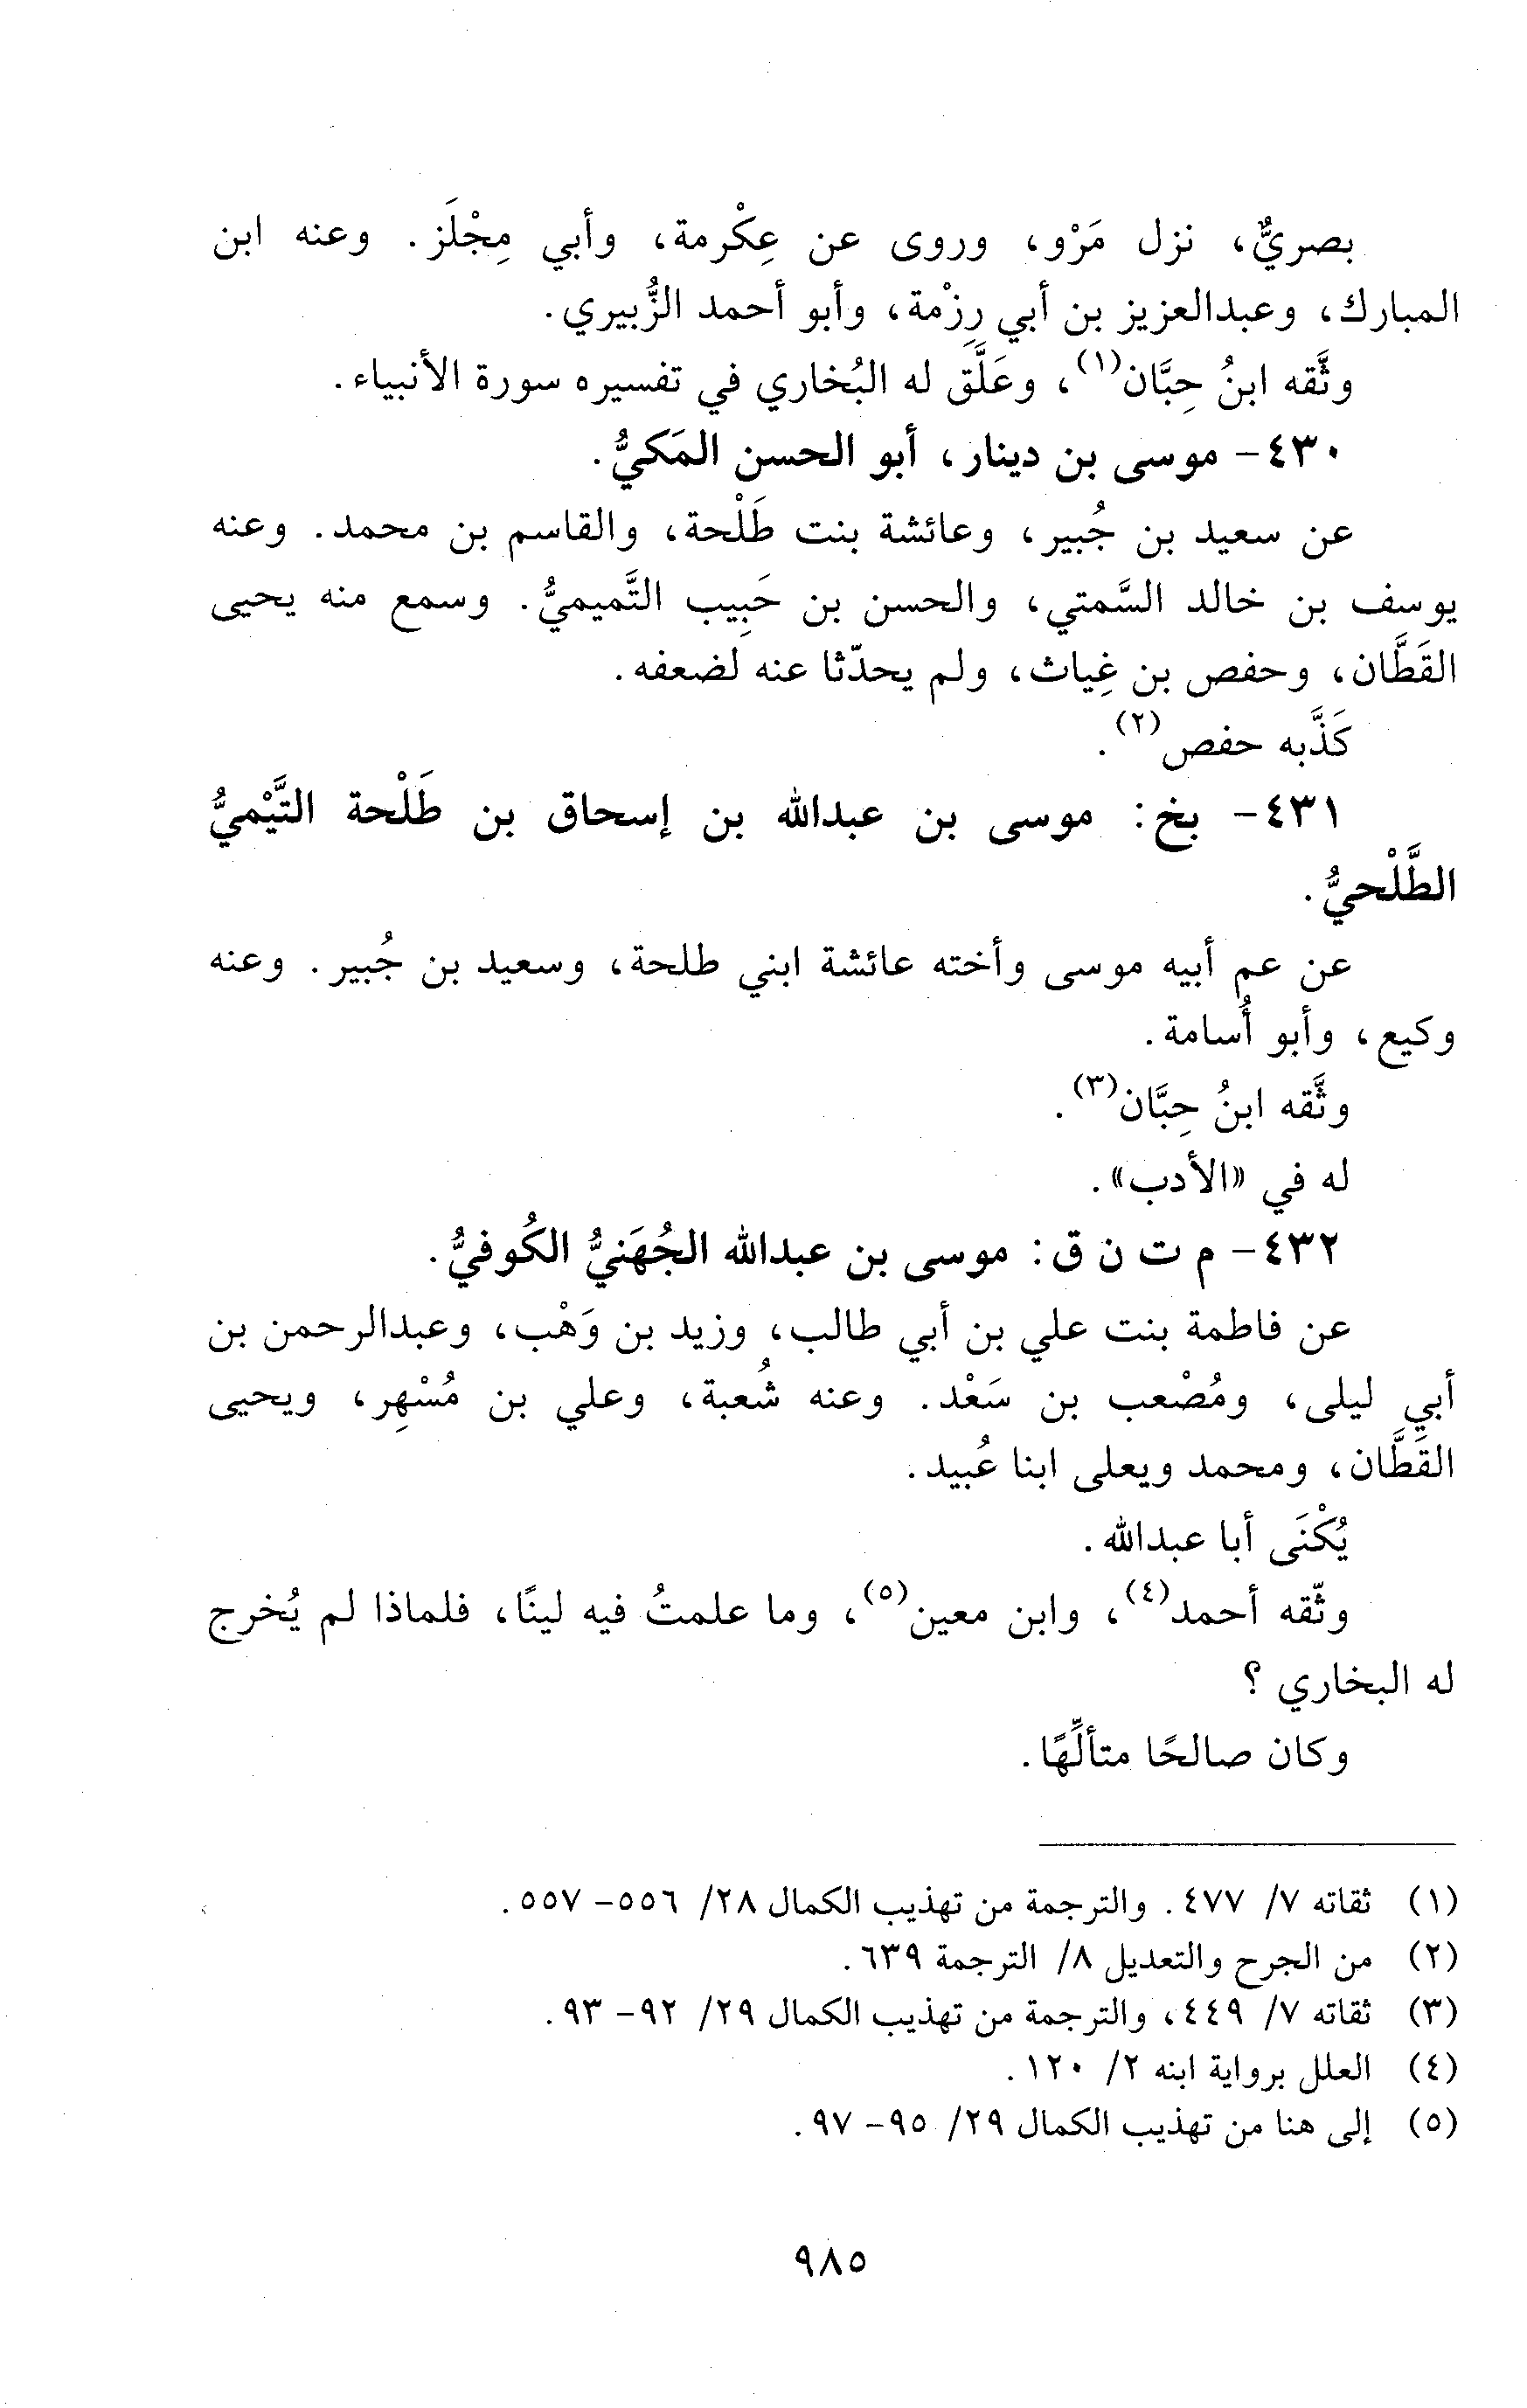 بصريٌّ، نزل مَرْو، وروى عن عِكْرمة، وأبي مِجْلَز. وعنه ابن
المبارك، وعبدالعزيز بن أبي رِزْمة، وأبو أحمد الزُّبيري.
وثَّقه ابنُ حِبَّان(١)، وعَلَّق له البُخاري في تفسيره سورة الأنبياء.
٤٣٠- موسى بن دينار، أبو الحسن المَكيُّ.
عن سعيد بن جُبير، وعائشة بنت طَلْحة، والقاسم بن محمد. وعنه
يوسف بن خالد السَّمتي، والحسن بن حَبِيب التَّميميُّ. وسمع منه يحيى
القَطَّان، وحفص بن غِياث، ولم يحدّثا عنه لضعفه.
كَذَّبه حفص(٢).
٤٣١- بخ: موسى بن عبدالله بن إسحاق بن طَلْحة التَّيْميُّ
الطَّلْحيُّ.
عن عم أبيه موسى وأخته عائشة ابني طلحة، وسعيد بن جُبير. وعنه
وكيع، وأبو أُسامة.
وثَّقه ابنُ حِبَّان(٣).
له في «الأدب».
٤٣٢- م ت ن ق: موسى بن عبدالله الجُهَنيُّ الكُوفيُّ.
عن فاطمة بنت علي بن أبي طالب، وزيد بن وَهْب، وعبدالرحمن بن
أبي ليلى، ومُصْعب بن سَعْد. وعنه شُعبة، وعلي بن مُسْهِر، ويحيى
القَطَّان، ومحمد ويعلى ابنا عُبيد.
يُكْنَى أبا عبدالله.
وثّقه أحمد(٤)، وابن معين(٥)، وما علمتُ فيه لينًا، فلماذا لم يُخرج
له البخاري ؟
وكان صالحًا متألِّهًا.
(١) ثقاته ٧/ ٤٧٧. والترجمة من تهذيب الكمال ٢٨/ ٥٥٦- ٥٥٧.
(٢) من الجرح والتعديل ٨/ الترجمة ٦٣٩.
(٣) ثقاته ٧/ ٤٤٩، والترجمة من تهذيب الكمال ٢٩/ ٩٢- ٩٣.
(٤) العلل برواية ابنه ٢/ ١٢٠.
(٥) إلى هنا من تهذيب الكمال ٢٩/ ٩٥- ٩٧.
٩٨٥